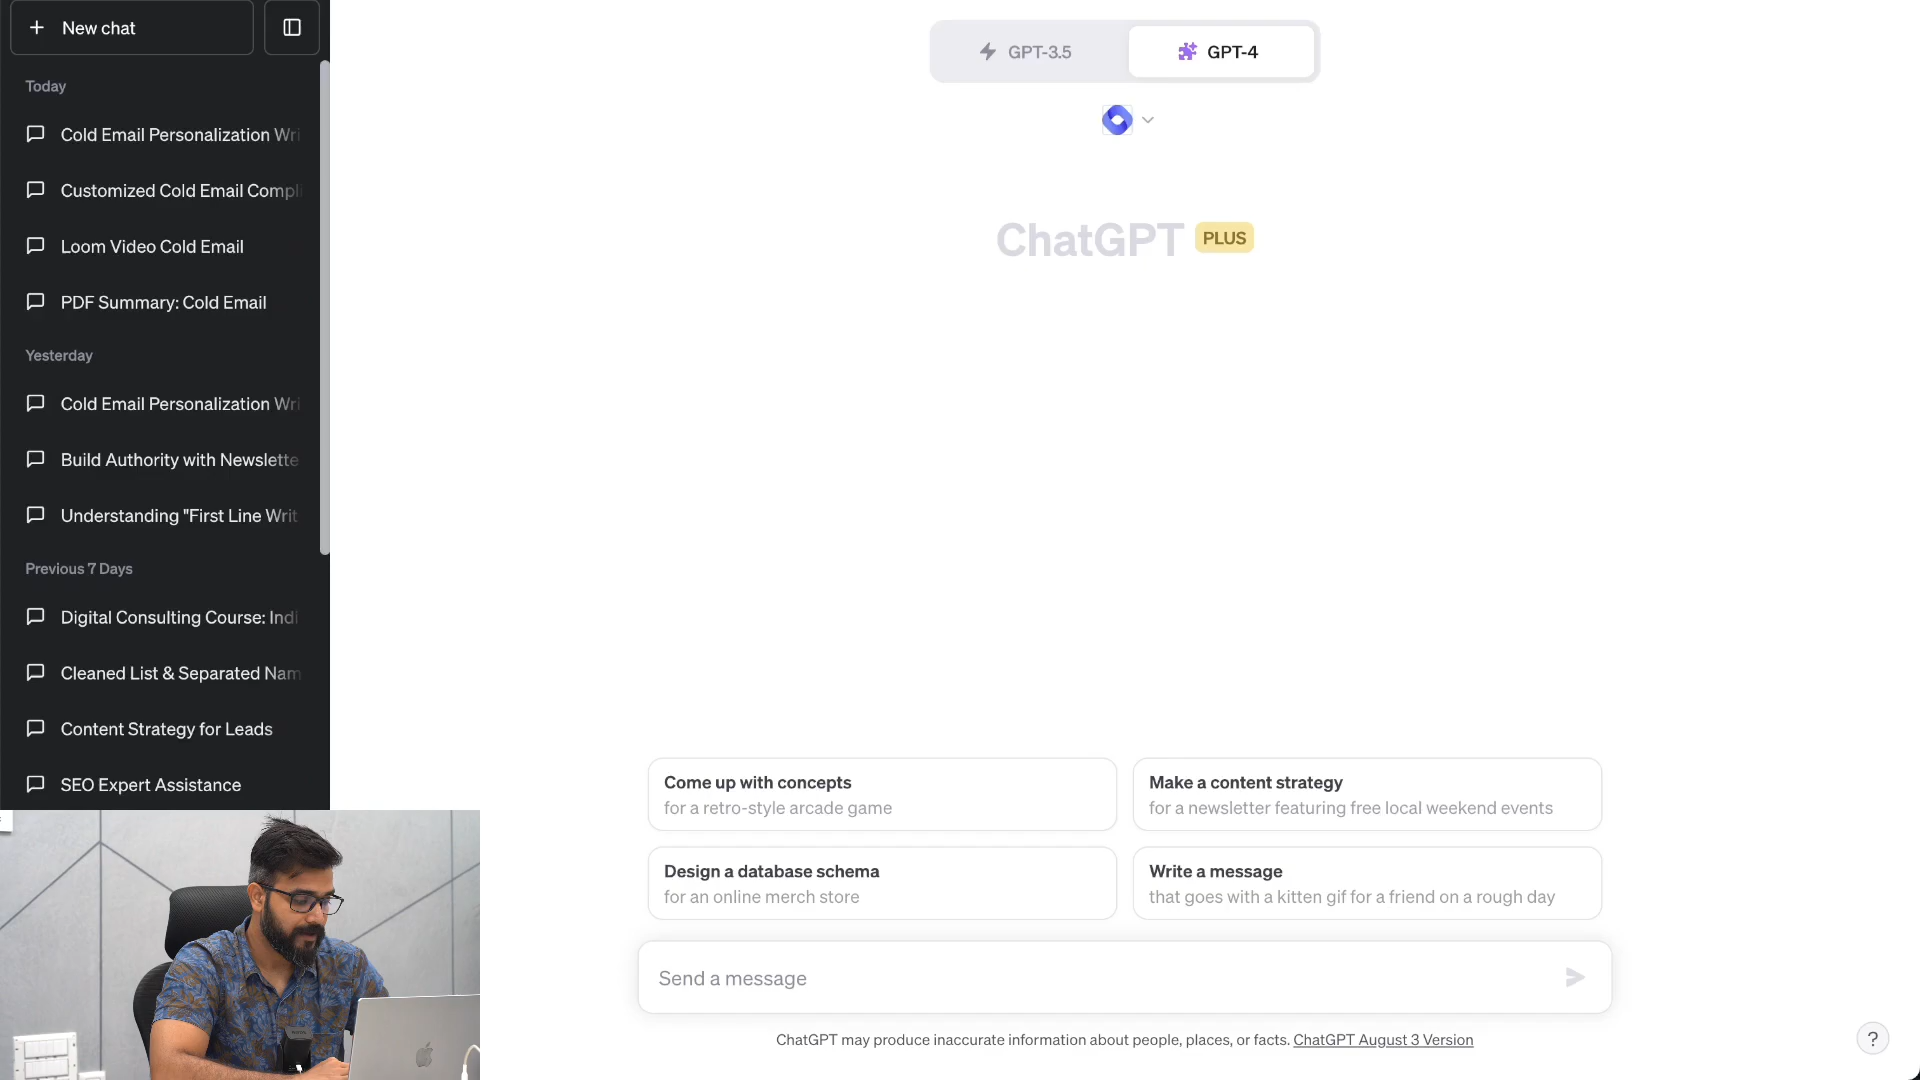 New chat
Today
Cold Email Personalization Wri
Customized Cold Email Compli
Loom Video Cold Email
PDF Summary: Cold Email
Yesterday
Cold Email Personalization Wri
Build Authority with Newslette
Understanding "First Line Writ
Previous 7 Days
Digital Consulting Course: Indi
Cleaned List & Separated Nam
Content Strategy for Leads
SEO Expert Assistance
GPT-3.5
GPT-4
ChatGPT PLUS
Come up with concepts
for a retro-style arcade game
Make a content strategy
for a newsletter featuring free local weekend events
Design a database schema
for an online merch store
Write a message
that goes with a kitten gif for a friend on a rough day
Send a message
ChatGPT may produce inaccurate information about people, places, or facts. ChatGPT August 3 Version
?